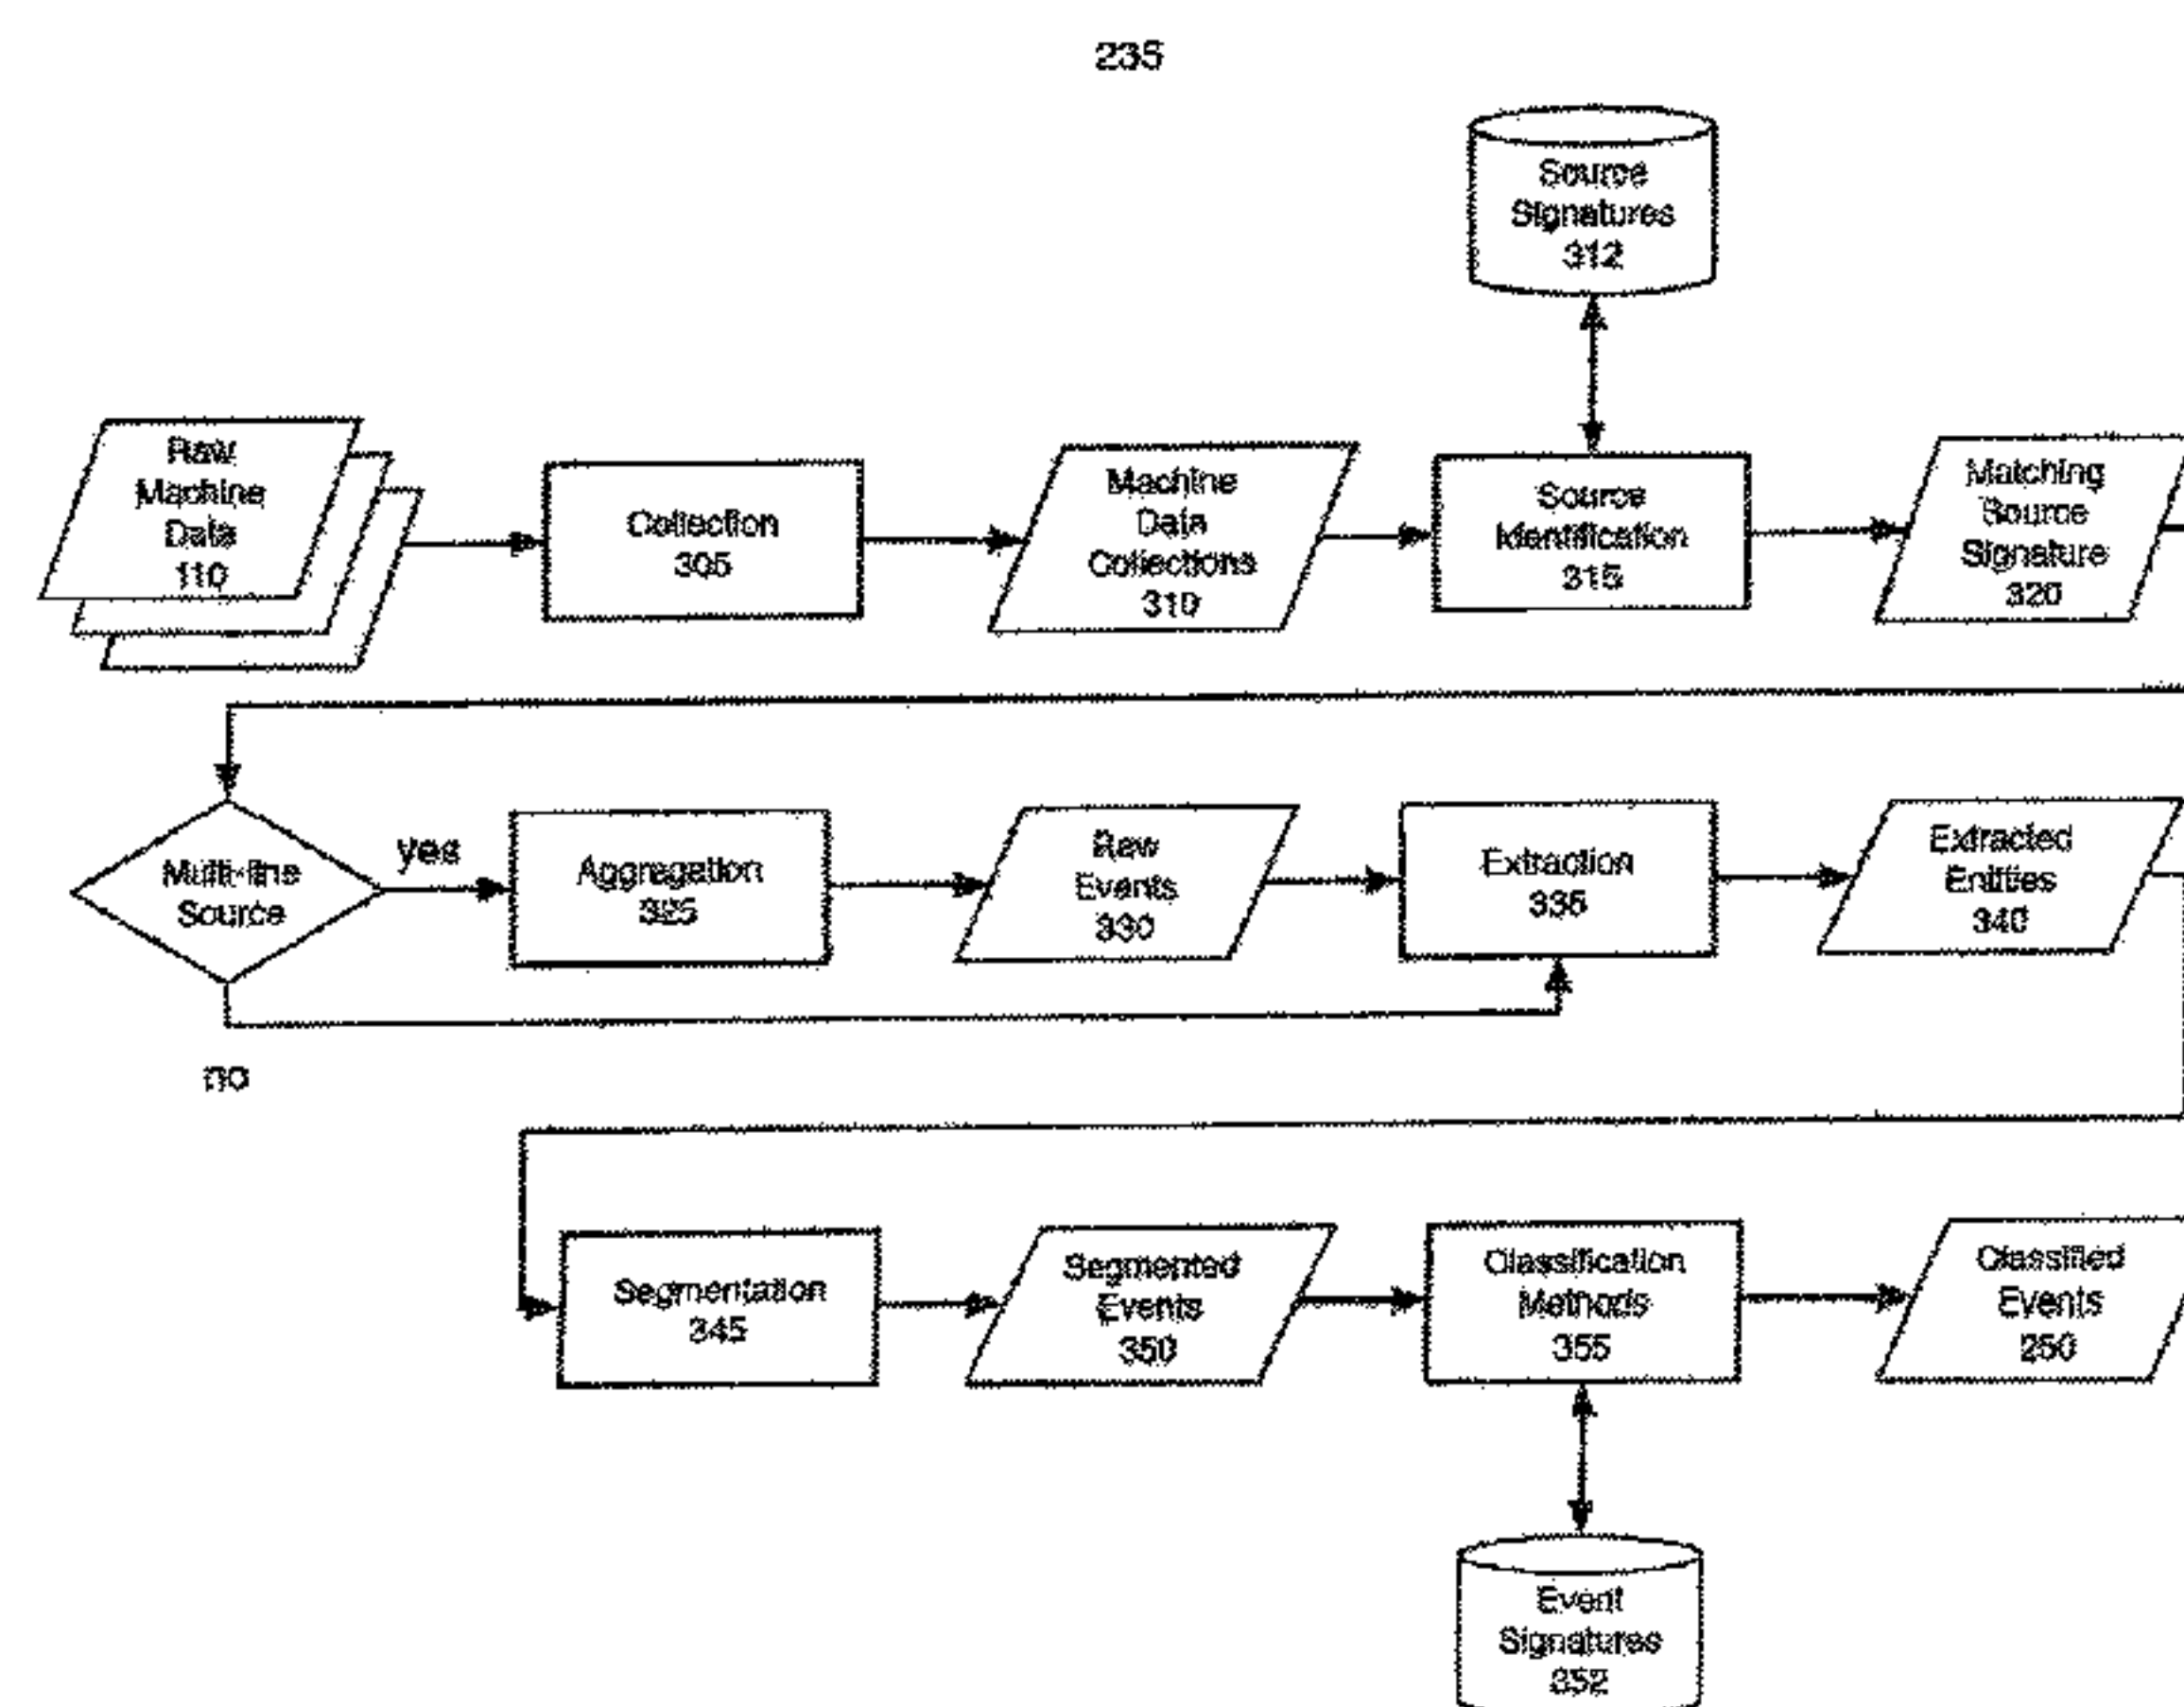 235
Source
Signatures
312
Raw
Machine
Data
110
Collection
305
Machine
Data
Collections
310
Source
Identification
315
Matching
Source
Signature
320
Multi-line
Source
yes
Aggragation
325
Raw
Events
330
Extraction
335
Extracted
Entities
340
no
Segmentation
345
Segmented
Events
350
Classification
Methods
355
Classified
Events
250
Event
Signatures
352